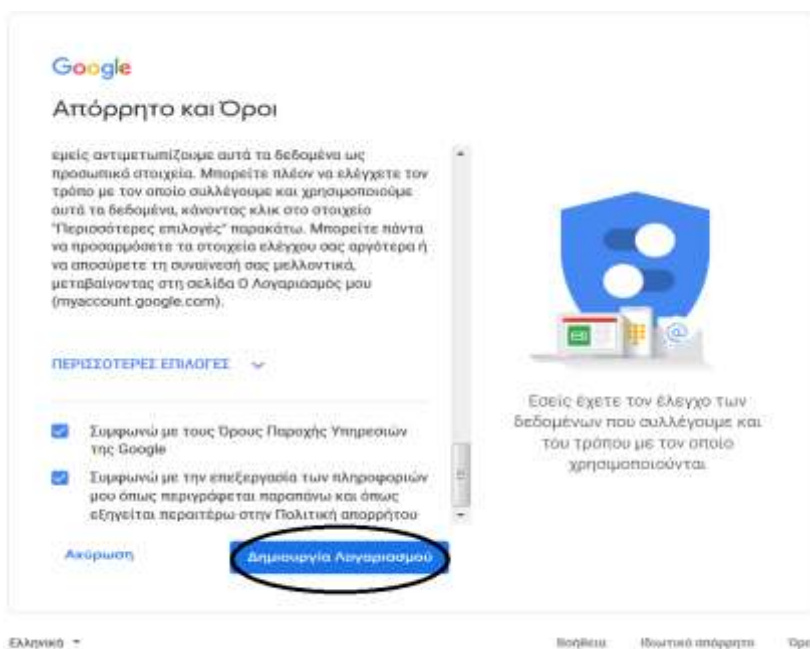 Google
Απόρρητο και Όροι
εμείς αντιμετωπίζουμε αυτά τα δεδομένα ως
προσωπικά στοιχεία. Μπορείτε πλέον να ελέγχετε τον
τρόπο με τον οποίο συλλέγουμε και χρησιμοποιούμε
αυτά τα δεδομένα, κάνοντας κλικ στο στοιχείο
"Περισσότερες επιλογές" παρακάτω. Μπορείτε πάντα
να προσαρμόσετε τα στοιχεία ελέγχου σας αργότερα ή
να αποσύρετε τη συναίνεσή σας μελλοντικά,
μεταβαίνοντας στη σελίδα Ο Λογαριασμός μου
(myaccount.google.com).
ΠΕΡΙΣΣΟΤΕΡΕΣ ΕΠΙΛΟΓΕΣ
Συμφωνώ με τους Όρους Παροχής Υπηρεσιών
της Google
Συμφωνώ με την επεξεργασία των πληροφοριών
μου όπως περιγράφεται παραπάνω και όπως
εξηγείται περαιτέρω στην Πολιτική απορρήτου
Ακύρωση
Δημιουργία Λογαριασμού
Εσείς έχετε τον έλεγχο των
δεδομένων που συλλέγουμε και
του τρόπου με τον οποίο
χρησιμοποιούνται
Ελληνικά
Βοήθεια Ιδιωτικό απόρρητο